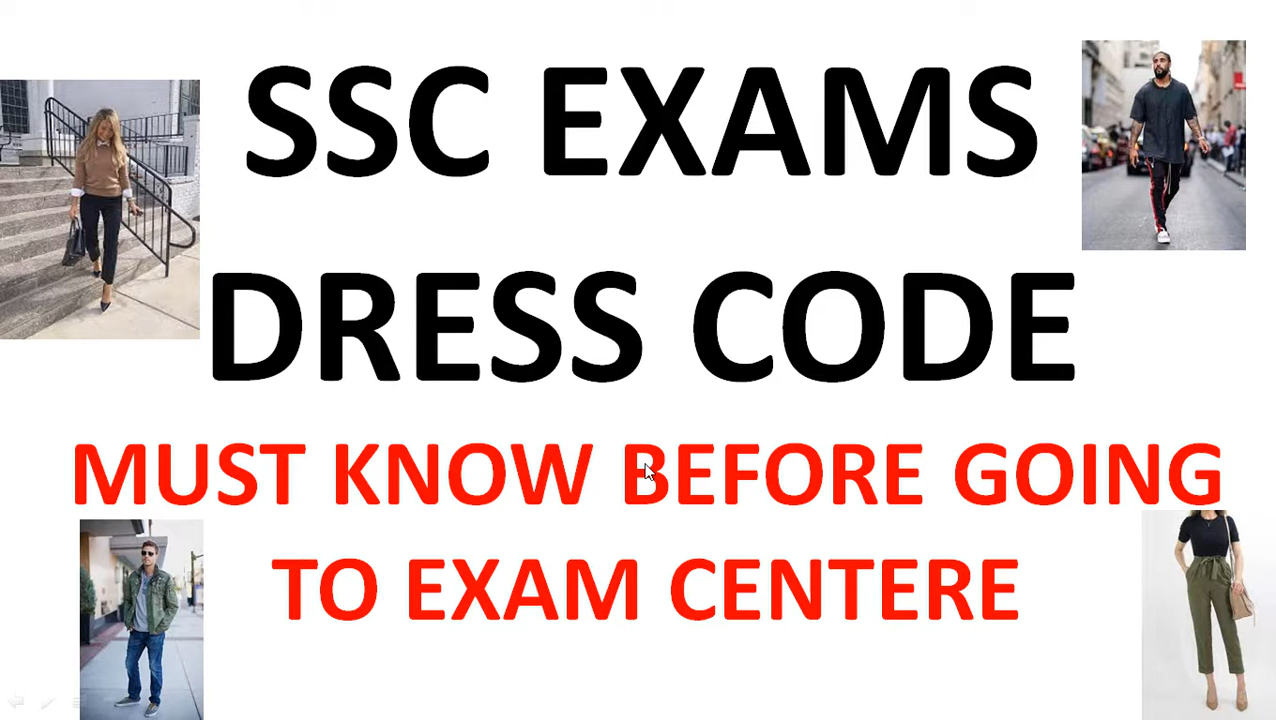 SSC EXAMS
DRESS CODE
MUST KNOW BEFORE GOING
TO EXAM CENTERE